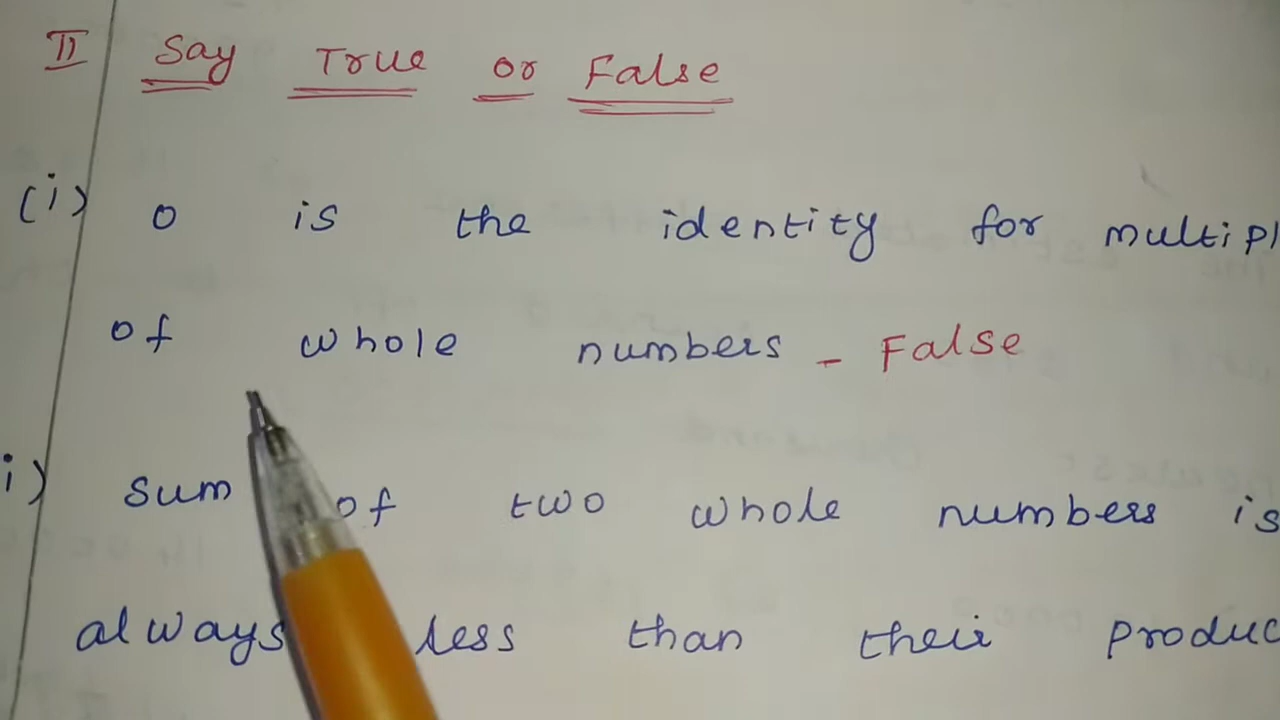 II Say True or False
(i) 0 is the identity for multipl
of whole numbers - False
i) sum of two whole numbers is
always less than their produc